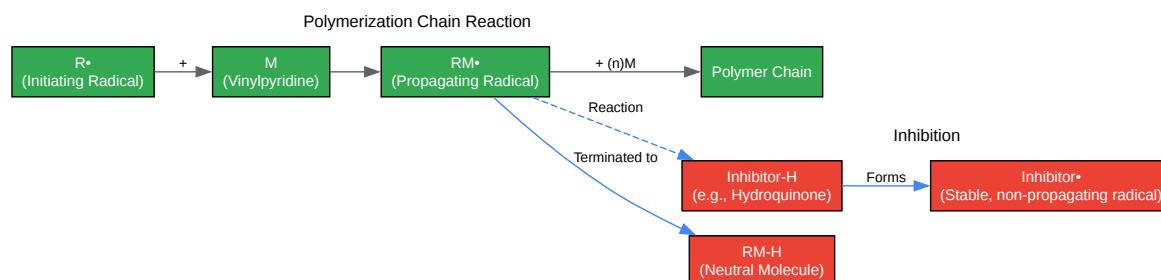 Polymerization Chain Reaction
R•
(Initiating Radical)
+
M
(Vinylpyridine)
RM•
(Propagating Radical)
+ (n)M
Polymer Chain
Reaction
Terminated to
Inhibition
Inhibitor-H
(e.g., Hydroquinone)
Forms
Inhibitor•
(Stable, non-propagating radical)
RM-H
(Neutral Molecule)